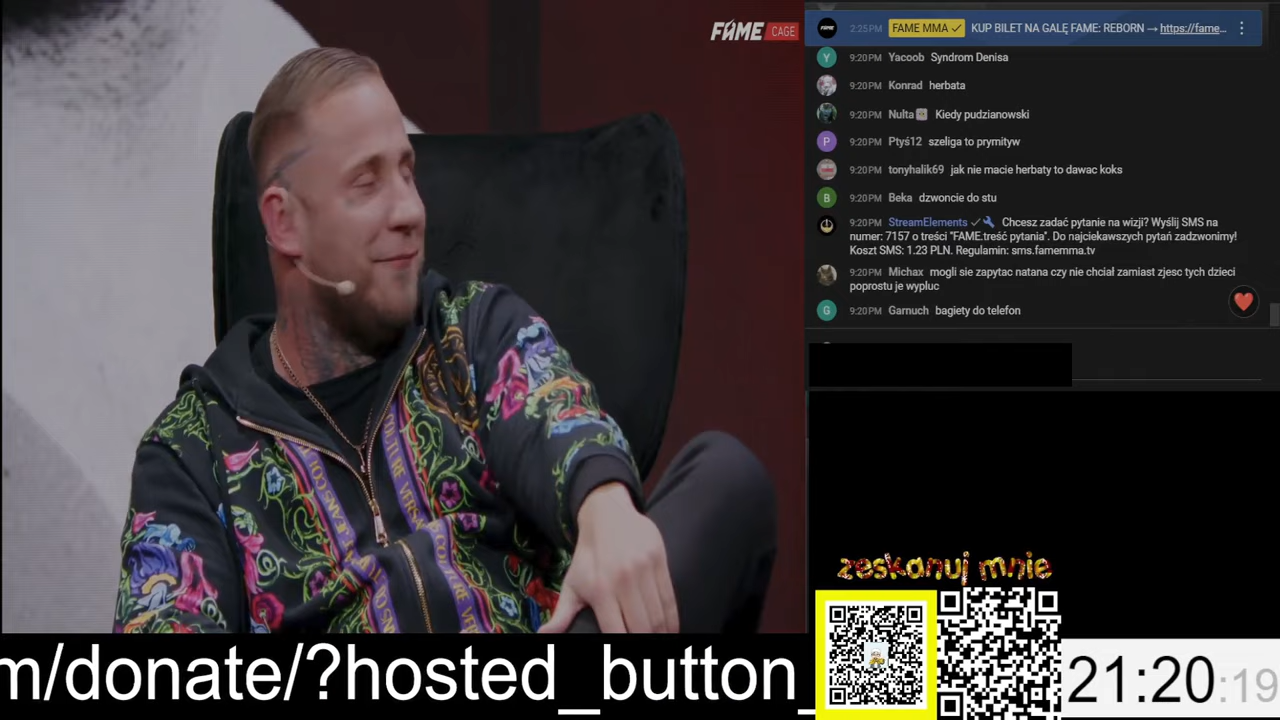 FAME CAGE
2:25PM FAME MMA ✓ KUP BILET NA GALĘ FAME: REBORN → https://fame...
Y 9:20PM Yacoob Syndrom Denisa
9:20PM Konrad herbata
9:20PM Nulta Kiedy pudzianowski
P 9:20PM Ptyś12 szeliga to prymityw
9:20PM tonyhalik69 jak nie macie herbaty to dawac koks
B 9:20PM Beka dzwoncie do stu
9:20PM StreamElements ✓ Chcesz zadać pytanie na wizji? Wyślij SMS na
numer: 7157 o treści "FAME.treść pytania". Do najciekawszych pytań zadzwonimy!
Koszt SMS: 1.23 PLN. Regulamin: sms.famemma.tv
9:20PM Michax mogli sie zapytac natana czy nie chciał zamiast zjesc tych dzieci
poprostu je wypluc
G 9:20PM Garnuch bagiety do telefon
zeskanuj mnie
m/donate/?hosted_button_
21:20:19